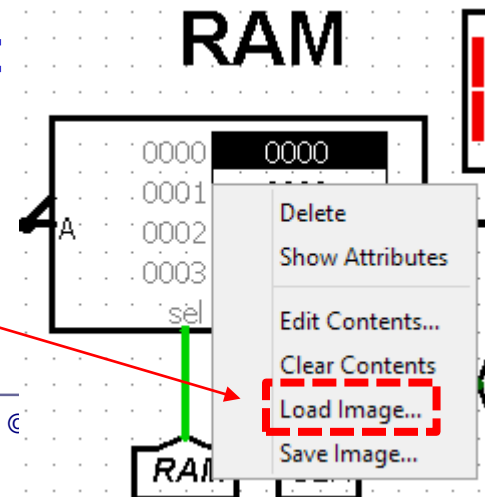 RAM
0000 0000
0001
A
0002
0003
sel
Delete
Show Attributes
Edit Contents...
Clear Contents
Load Image...
Save Image...
©
RAM